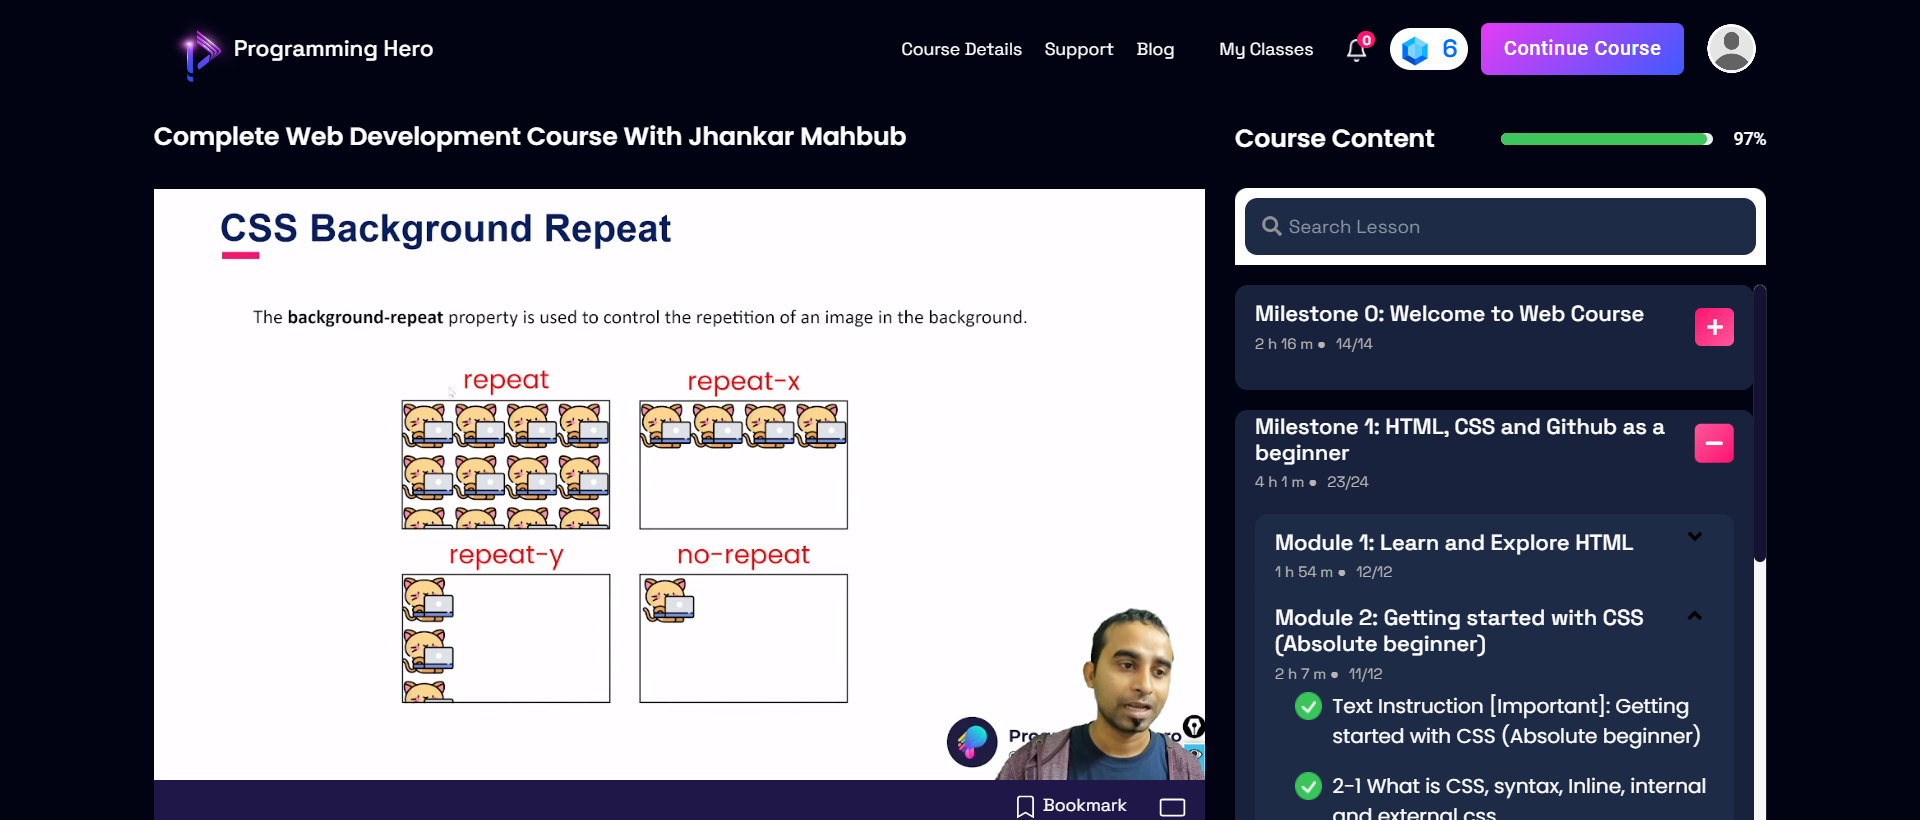 Programming Hero
Course Details
Support
Blog
My Classes
0
6
Continue Course
Complete Web Development Course With Jhankar Mahbub
CSS Background Repeat
The background-repeat property is used to control the repetition of an image in the background.
repeat
repeat-x
repeat-y
no-repeat
Bookmark
Course Content
97%
Search Lesson
Milestone 0: Welcome to Web Course
2 h 16 m ● 14/14
Milestone 1: HTML, CSS and Github as a
beginner
4 h 1 m ● 23/24
Module 1: Learn and Explore HTML
1 h 54 m ● 12/12
Module 2: Getting started with CSS
(Absolute beginner)
2 h 7 m ● 11/12
Text Instruction [Important]: Getting
started with CSS (Absolute beginner)
2-1 What is CSS, syntax, Inline, internal
and external css